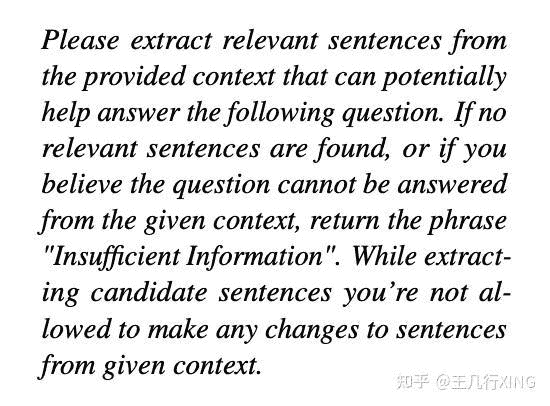 Please extract relevant sentences from
the provided context that can potentially
help answer the following question. If no
relevant sentences are found, or if you
believe the question cannot be answered
from the given context, return the phrase
"Insufficient Information". While extract-
ing candidate sentences you're not al-
lowed to make any changes to sentences
from given context.
知乎 @王几行XING